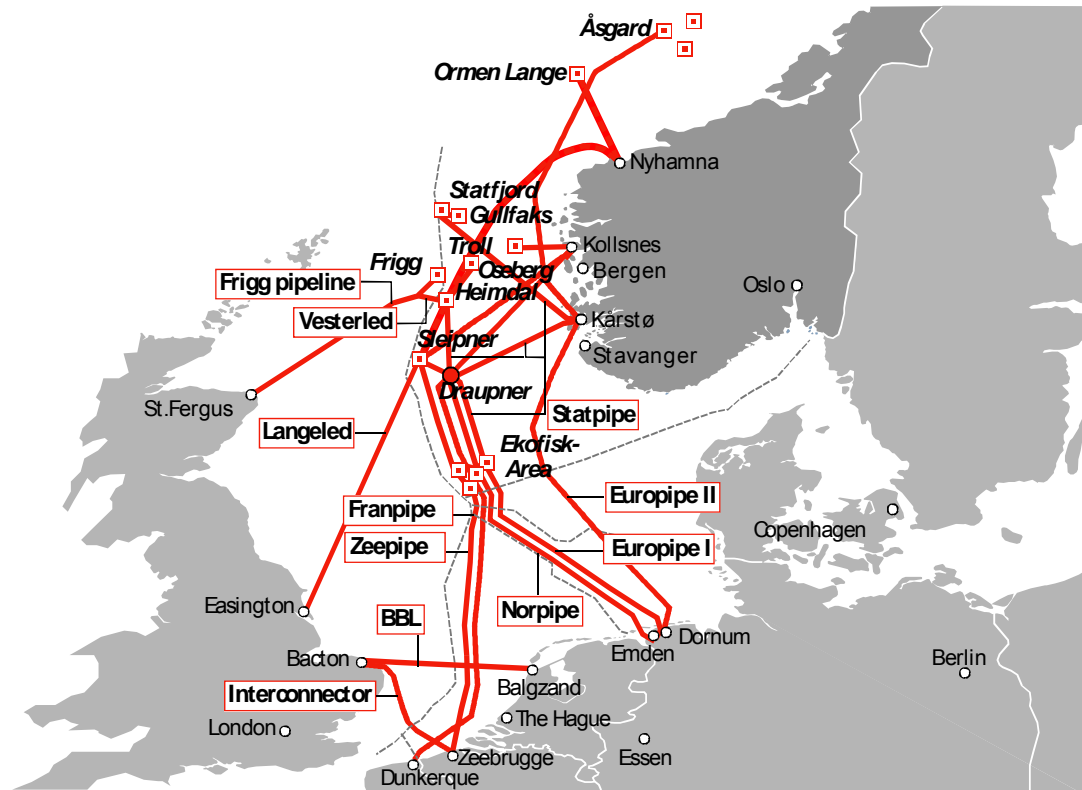 Åsgard
Ormen Lange
Nyhamna
Statfjord
Gullfaks
Troll
Kollsnes
Frigg
Oseberg
Bergen
Frigg pipeline
Heimdal
Oslo
Vesterled
Kårstø
Sleipner
Stavanger
Draupner
St.Fergus
Langeled
Statpipe
Ekofisk-
Area
Europipe II
Franpipe
Copenhagen
Zeepipe
Europipe I
Easington
BBL
Norpipe
Dornum
Emden
Bacton
Berlin
Balgzand
Interconnector
The Hague
London
Essen
Zeebrugge
Dunkerque